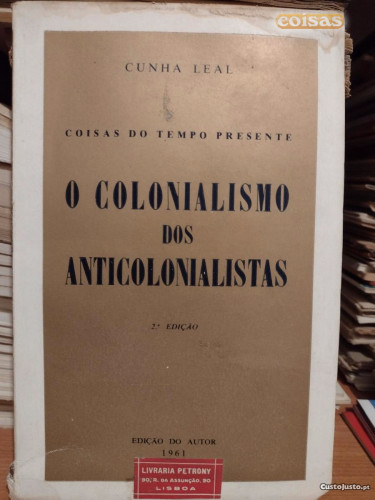 coisas
CUNHA LEAL
COISAS DO TEMPO PRESENTE
O COLONIALISMO
DOS
ANTICOLONIALISTAS
2.ª EDIÇÃO
EDIÇÃO DO AUTOR
1961
LIVRARIA PETRONY
90, R. DA ASSUNÇÃO, 90
LISBOA
CustoJusto.pt